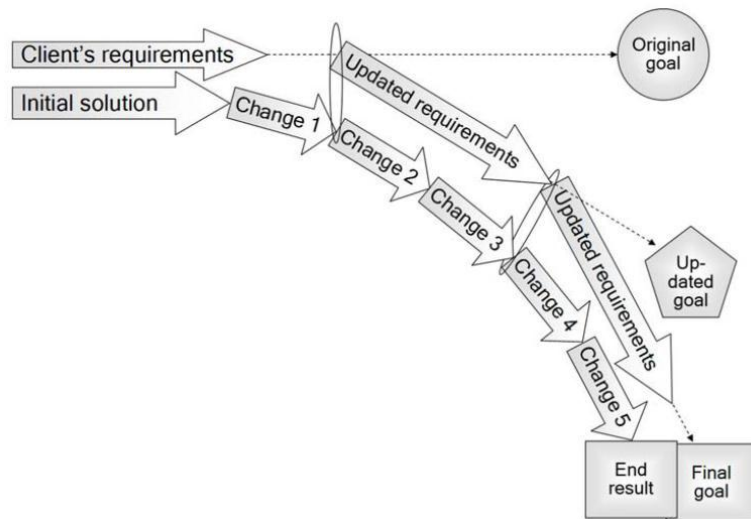 Client's requirements
Original
goal
Initial solution
Change 1
Updated requirements
Change 2
Change 3
Updated requirements
Up-
dated
goal
Change 4
Change 5
End
result
Final
goal